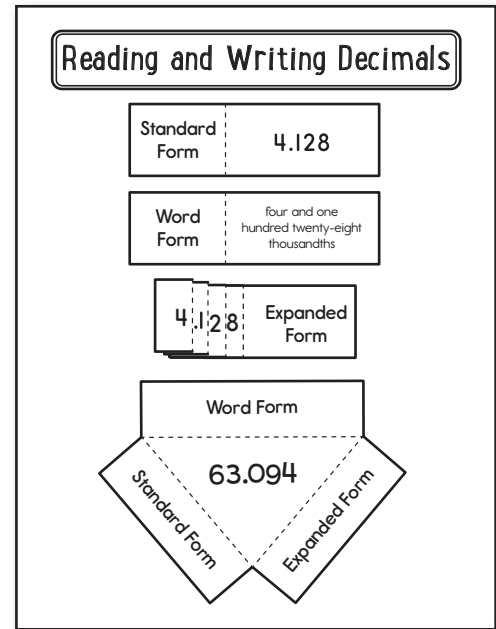 Reading and Writing Decimals
Standard
Form
4.128
Word
Form
four and one
hundred twenty-eight
thousandths
4.128
Expanded
Form
Word Form
63.094
Standard Form
Expanded Form